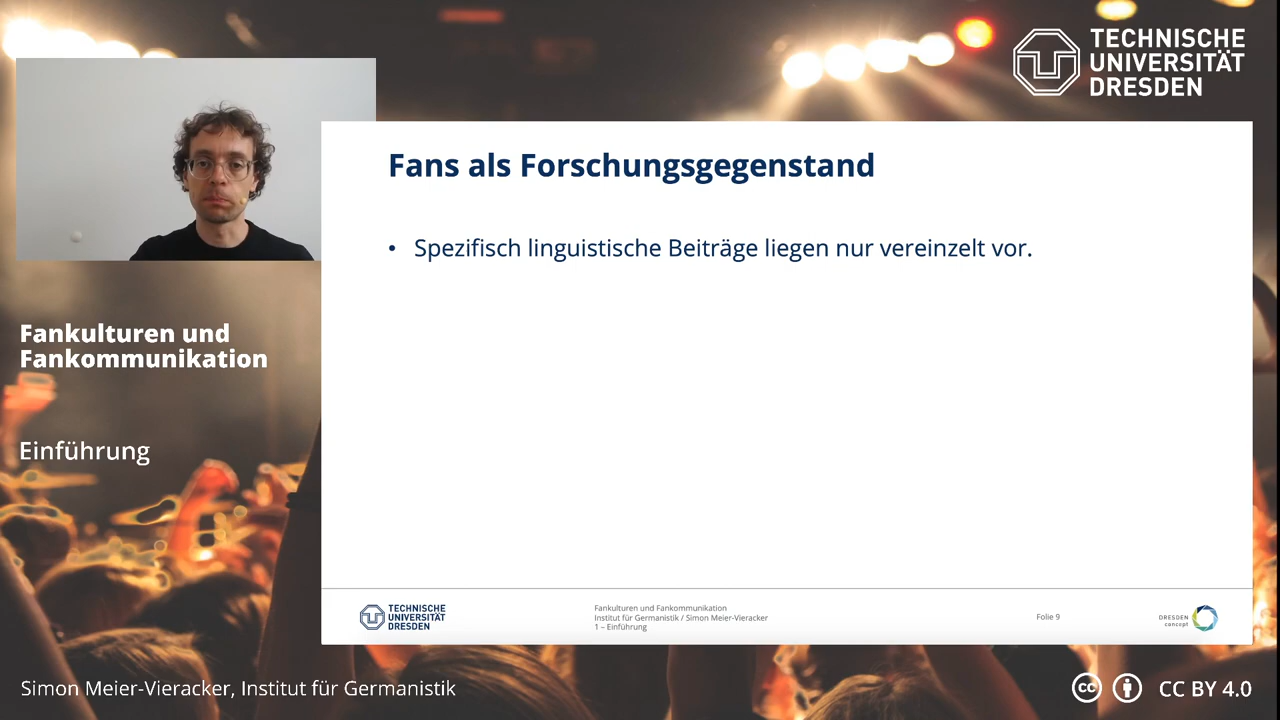 TECHNISCHE
UNIVERSITÄT
DRESDEN
Fans als Forschungsgegenstand
• Spezifisch linguistische Beiträge liegen nur vereinzelt vor.
Fankulturen und
Fankommunikation
Einführung
TECHNISCHE
UNIVERSITÄT
DRESDEN
Fankulturen und Fankommunikation
Institut für Germanistik / Simon Meier-Vieracker
1 – Einführung
Folie 9
DRESDEN
concept
Simon Meier-Vieracker, Institut für Germanistik
cc
CC BY 4.0